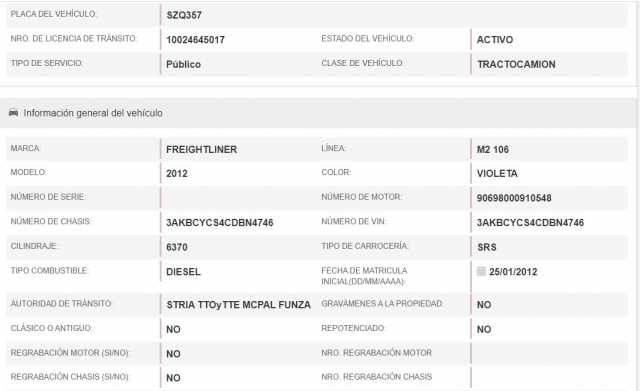 PLACA DEL VEHÍCULO: SZQ357
NRO. DE LICENCIA DE TRÁNSITO: 10024645017 ESTADO DEL VEHÍCULO: ACTIVO
TIPO DE SERVICIO: Público CLASE DE VEHÍCULO: TRACTOCAMION
Información general del vehículo
MARCA: FREIGHTLINER LÍNEA: M2 106
MODELO: 2012 COLOR: VIOLETA
NÚMERO DE SERIE: NÚMERO DE MOTOR: 90698000910548
NÚMERO DE CHASIS: 3AKBCYCS4CDBN4746 NÚMERO DE VIN: 3AKBCYCS4CDBN4746
CILINDRAJE: 6370 TIPO DE CARROCERÍA: SRS
TIPO COMBUSTIBLE: DIESEL FECHA DE MATRICULA
INICIAL(DD/MM/AAAA): 25/01/2012
AUTORIDAD DE TRÁNSITO: STRIA TTOyTTE MCPAL FUNZA GRAVÁMENES A LA PROPIEDAD: NO
CLÁSICO O ANTIGUO: NO REPOTENCIADO: NO
REGRABACIÓN MOTOR (SI/NO): NO NRO. REGRABACIÓN MOTOR
REGRABACIÓN CHASIS (SI/NO): NO NRO. REGRABACIÓN CHASIS